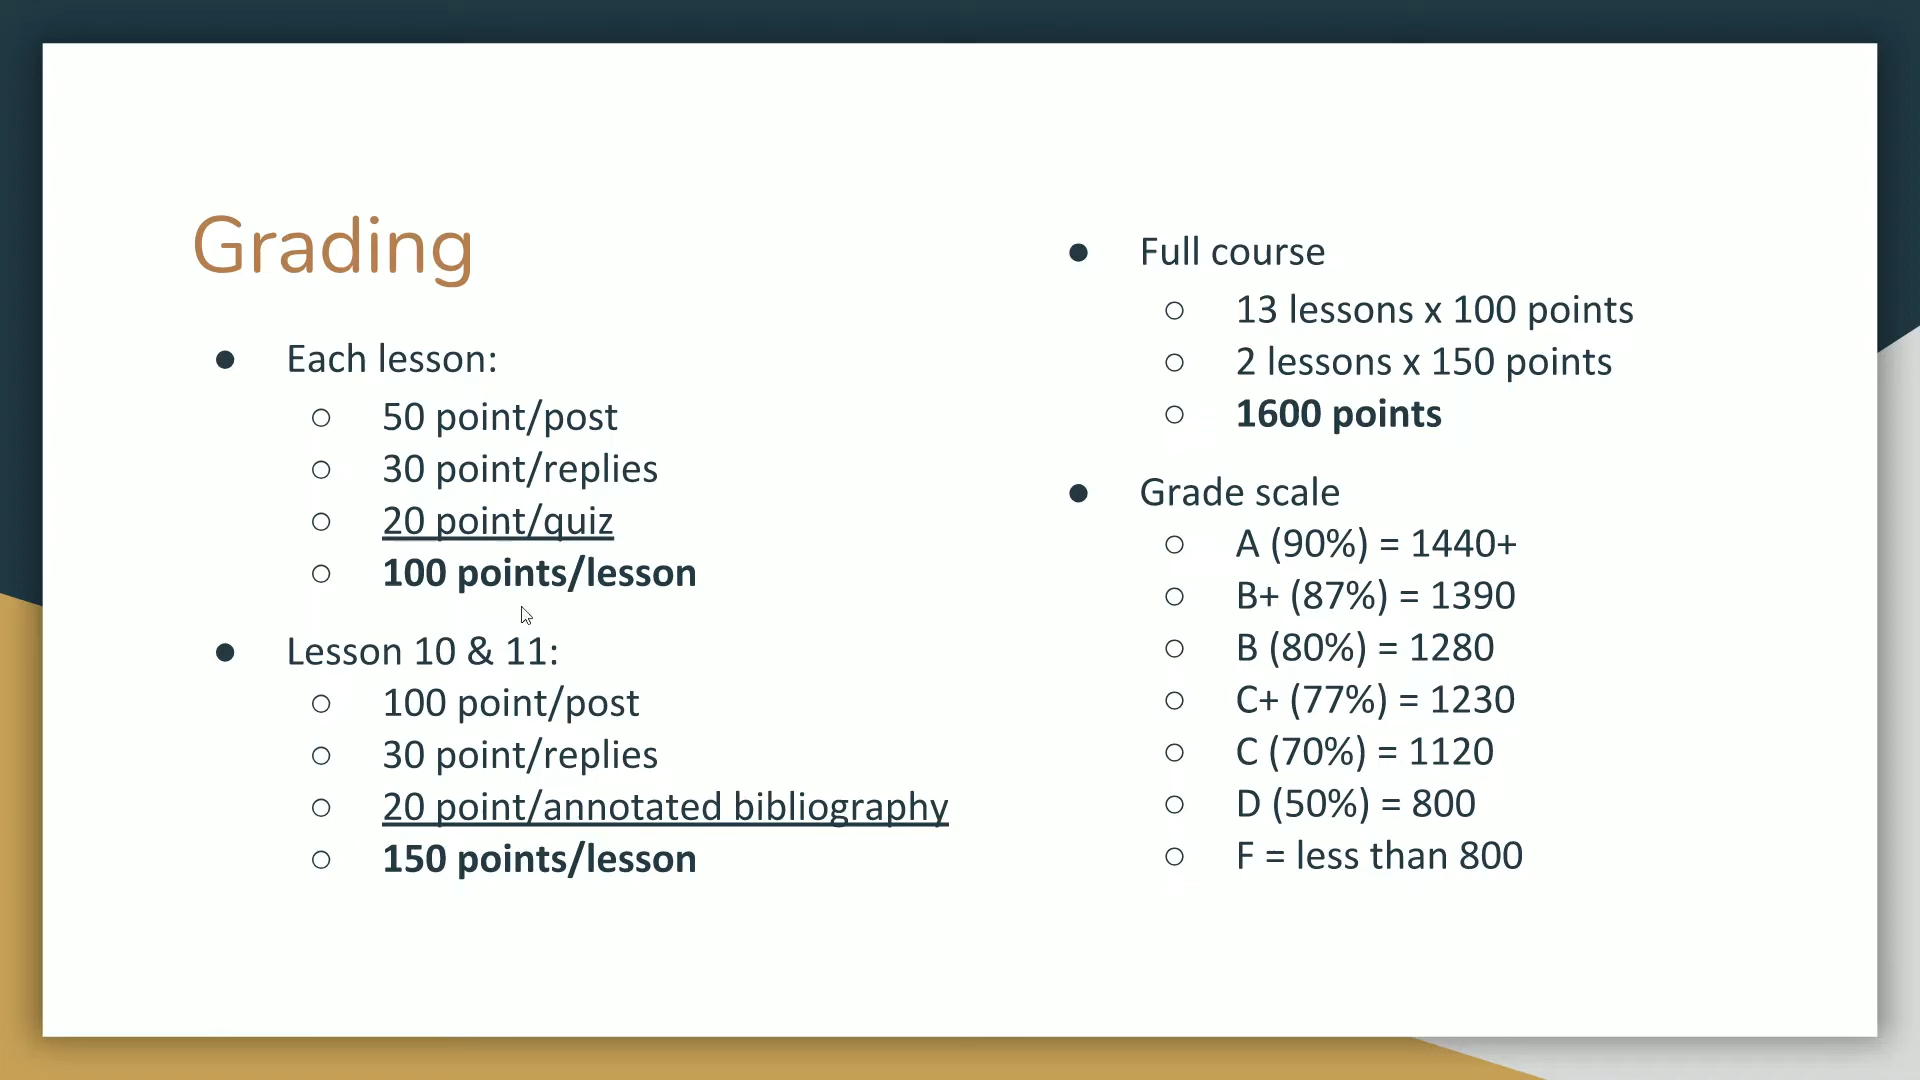 Grading
● Each lesson:
○ 50 point/post
○ 30 point/replies
○ 20 point/quiz
○ 100 points/lesson
● Lesson 10 & 11:
○ 100 point/post
○ 30 point/replies
○ 20 point/annotated bibliography
○ 150 points/lesson
● Full course
○ 13 lessons x 100 points
○ 2 lessons x 150 points
○ 1600 points
● Grade scale
○ A (90%) = 1440+
○ B+ (87%) = 1390
○ B (80%) = 1280
○ C+ (77%) = 1230
○ C (70%) = 1120
○ D (50%) = 800
○ F = less than 800